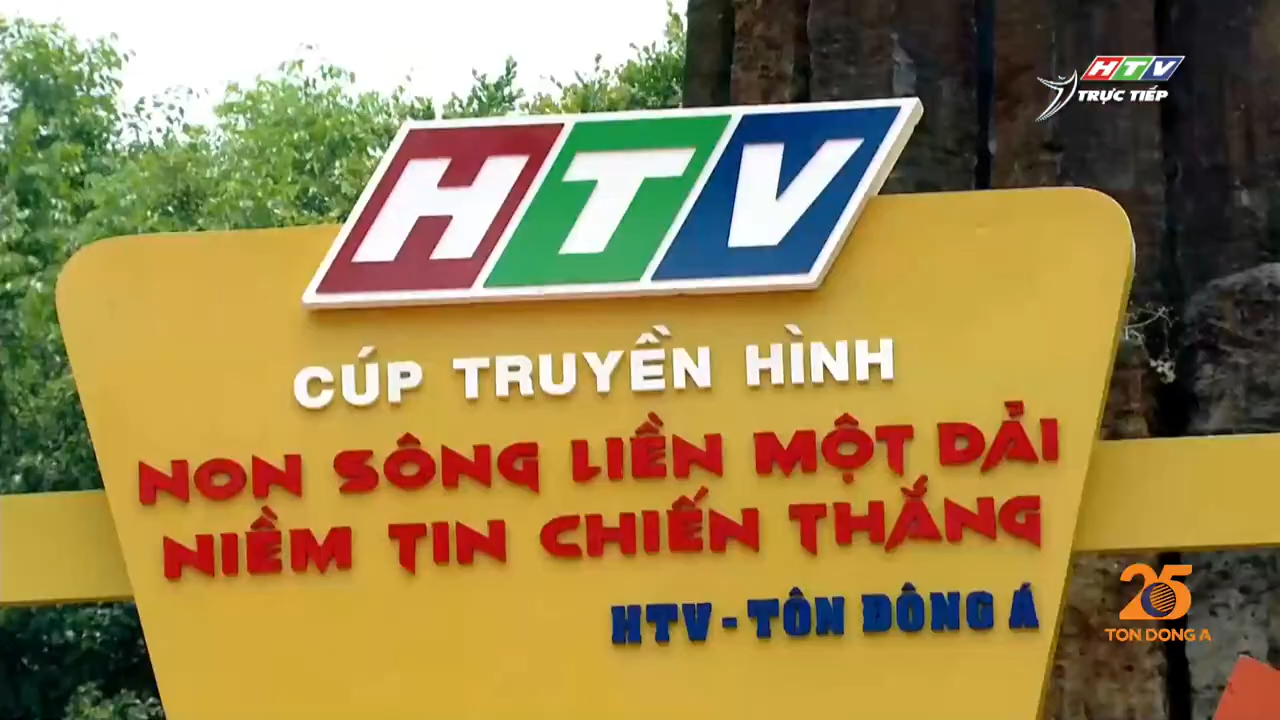 HTV
TRỰC TIẾP
HTV
CÚP TRUYỀN HÌNH
NON SÔNG LIỀN MỘT DẢI
NIỀM TIN CHIẾN THẮNG
HTV - TÔN ĐÔNG Á
25
TON DONG A